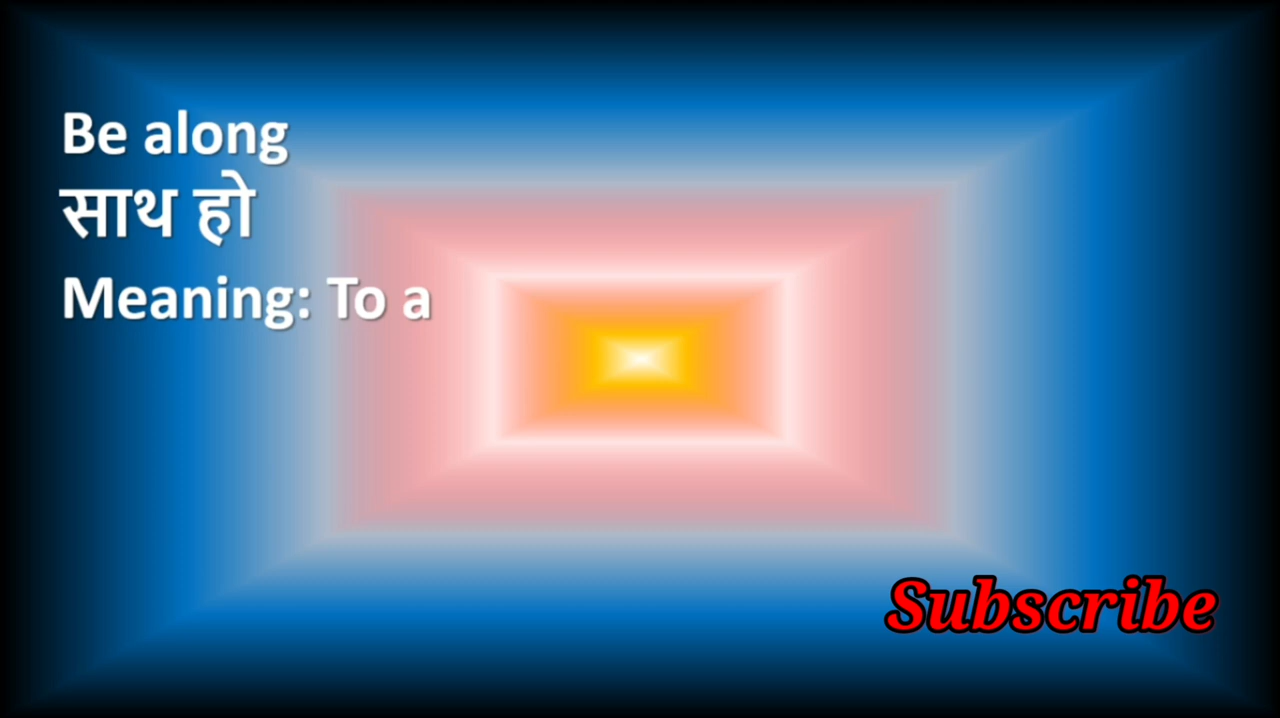 Be along
साथ हो
Meaning: To a
Subscribe